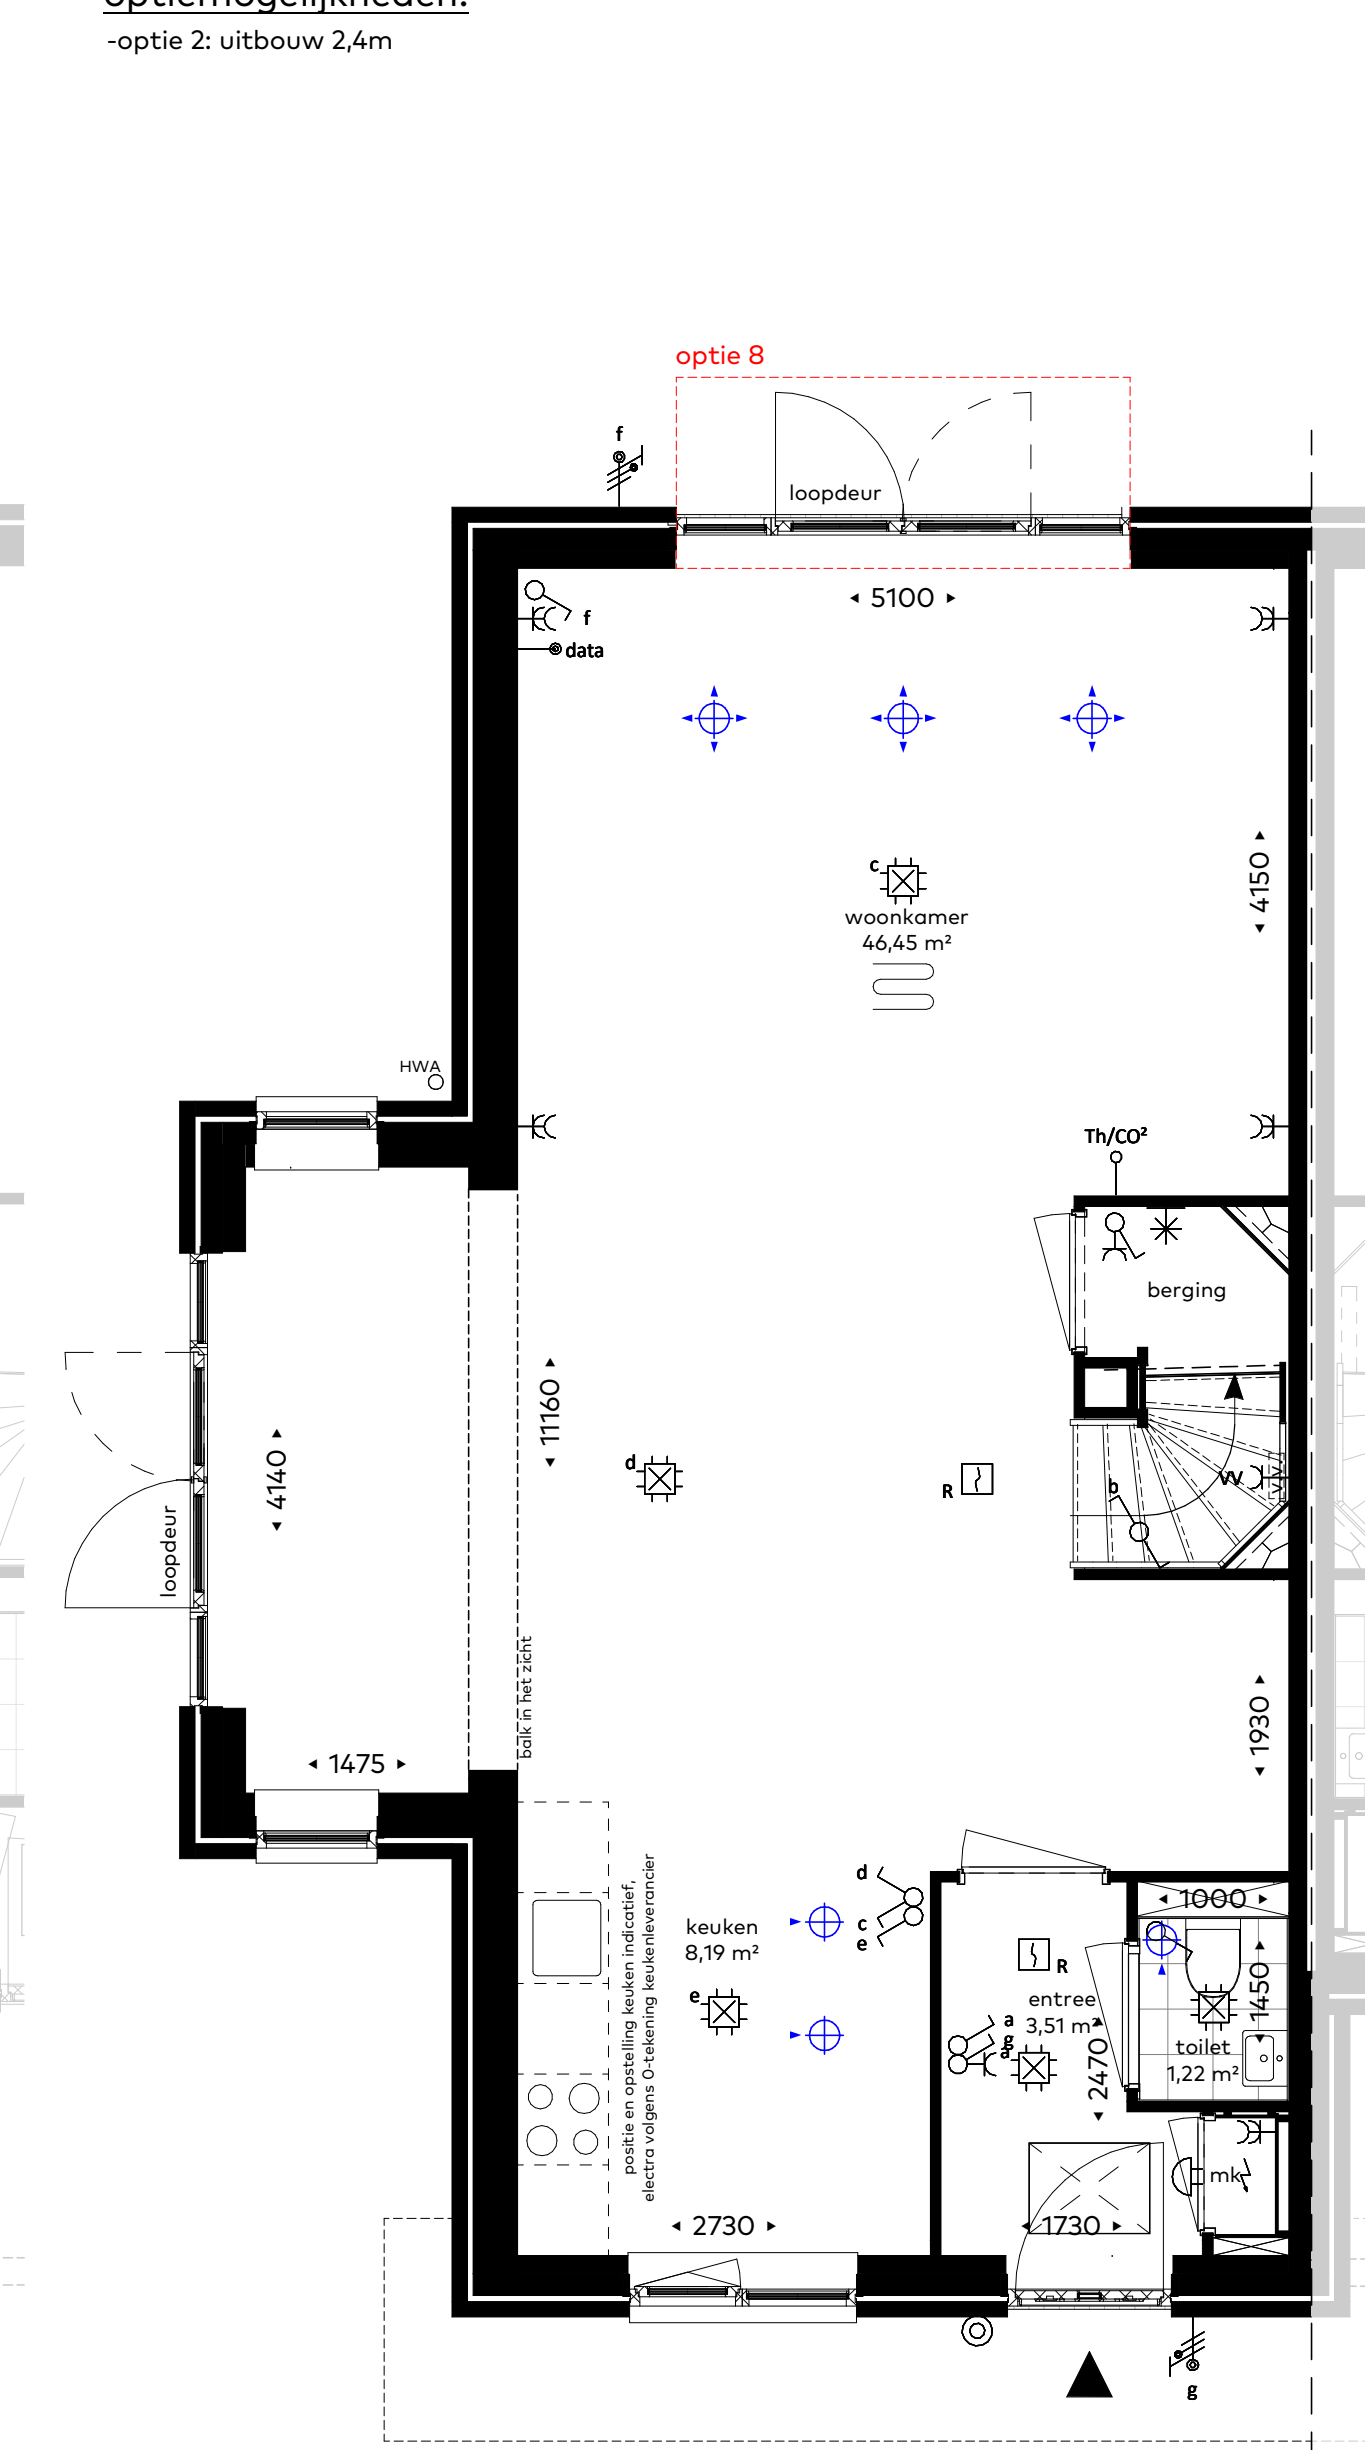 optiemogelijkheden:
-optie 2: uitbouw 2,4m
optie 8
f
loopdeur
5100
f
data
c
woonkamer
46,45 m²
4150
HWA
Th/CO²
berging
11160
4140
d
R
b
VV
loopdeur
balk in het zicht
1930
1475
d
c
e
keuken
8,19 m²
e
positie en opstelling keuken indicatief,
electra volgens 0-tekening keukenleverancier
1000
R
entree
3,51 m²
a
g
a
2470
1450
toilet
1,22 m²
mk
2730
1730
g